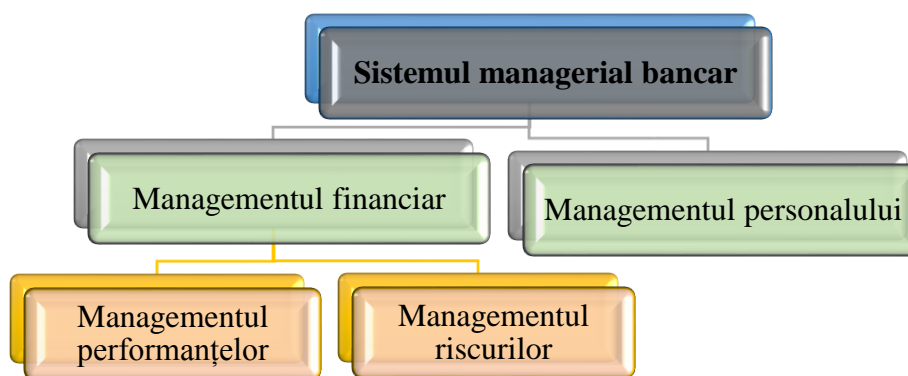 Sistemul managerial bancar
Managementul financiar
Managementul personalului
Managementul
performanțelor
Managementul
riscurilor